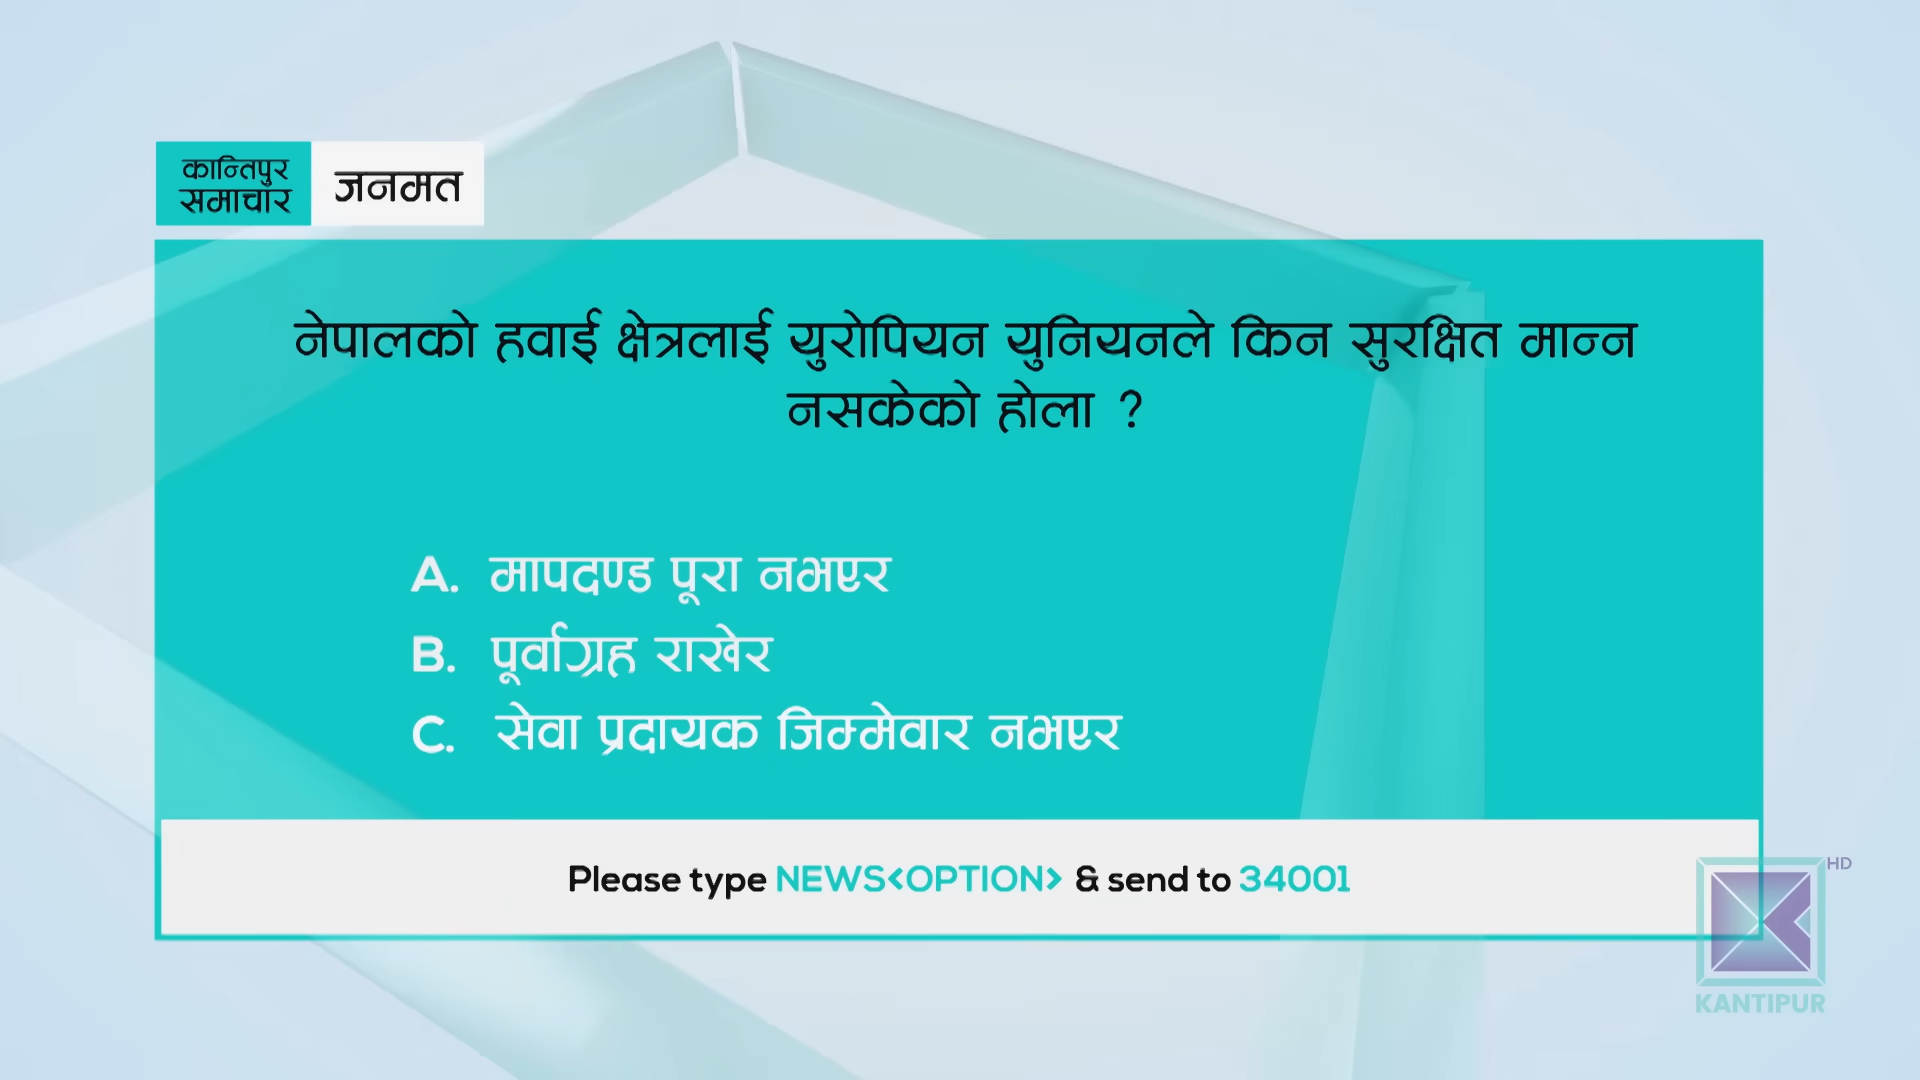 कान्तिपुर
समाचार
जनमत
नेपालको हवाई क्षेत्रलाई युरोपियन युनियनले किन सुरक्षित मान्न
नसकेको होला ?
A. मापदण्ड पूरा नभएर
B. पूर्वाग्रह राखेर
C. सेवा प्रदायक जिम्मेवार नभएर
Please type NEWS<OPTION> & send to 34001
HD
KANTIPUR